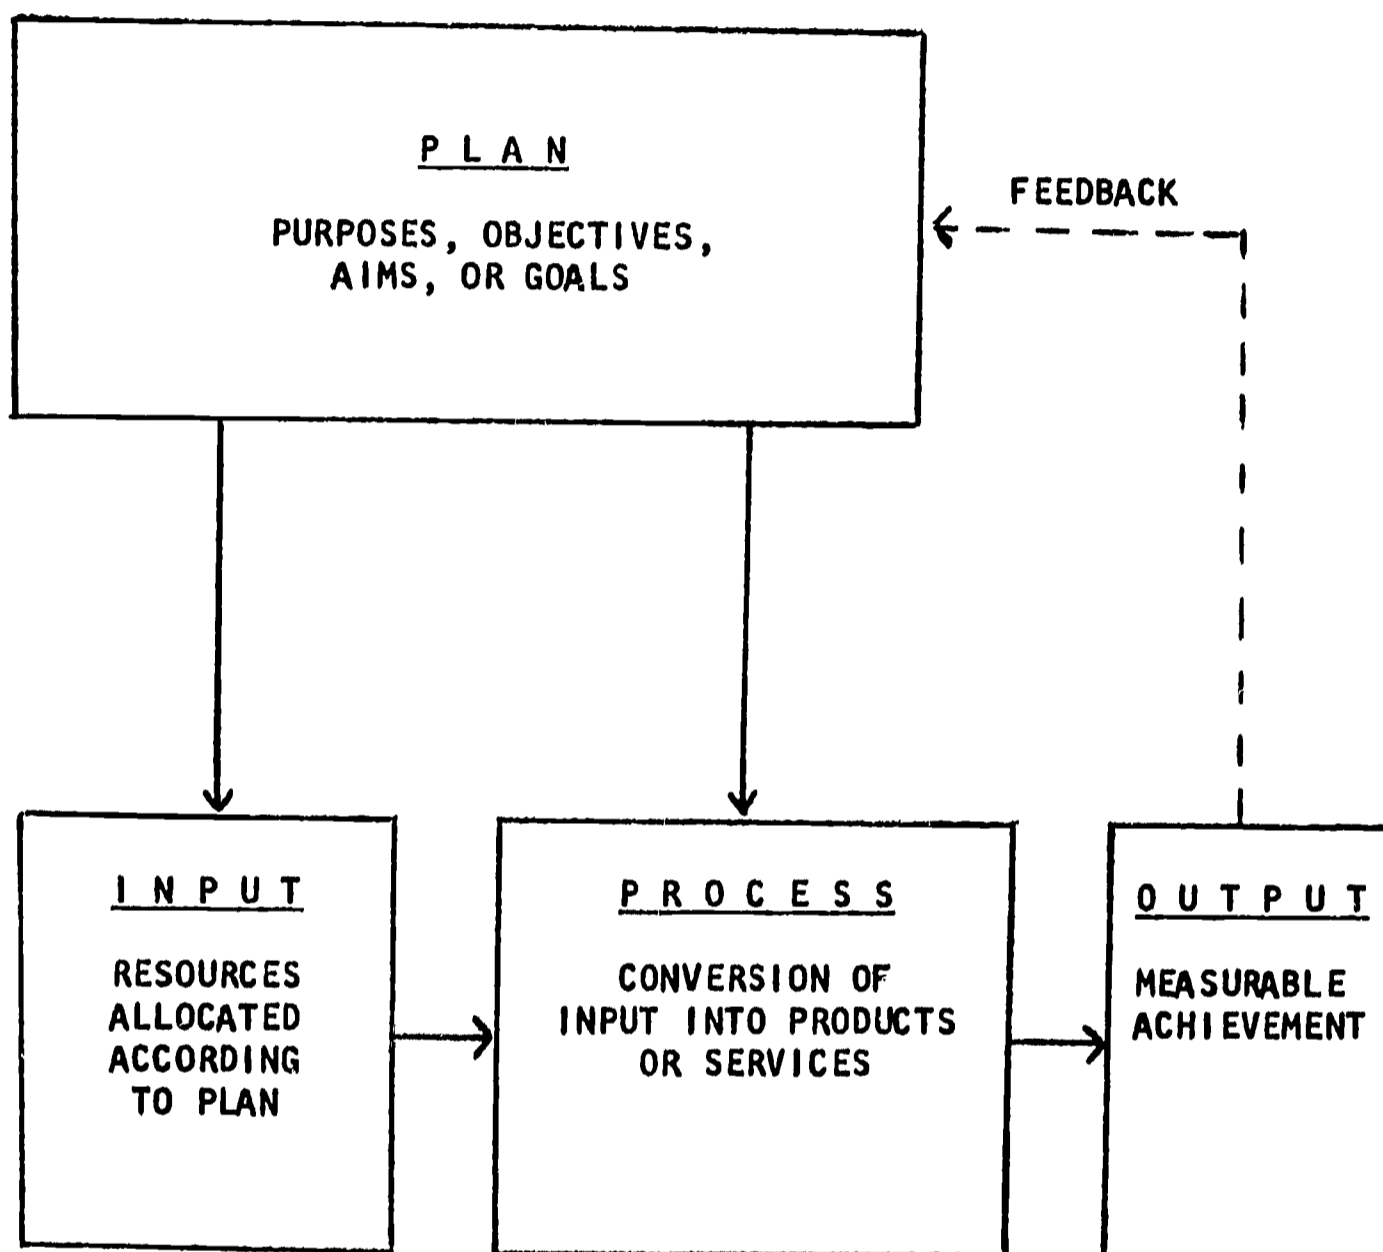 PLAN
PURPOSES, OBJECTIVES,
AIMS, OR GOALS
FEEDBACK
INPUT
RESOURCES
ALLOCATED
ACCORDING
TO PLAN
PROCESS
CONVERSION OF
INPUT INTO PRODUCTS
OR SERVICES
OUTPUT
MEASURABLE
ACHIEVEMENT